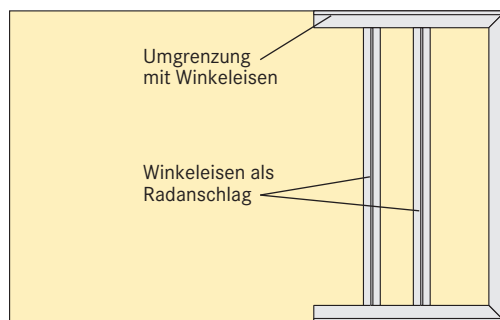 Umgrenzung
mit Winkeleisen
Winkeleisen als
Radanschlag